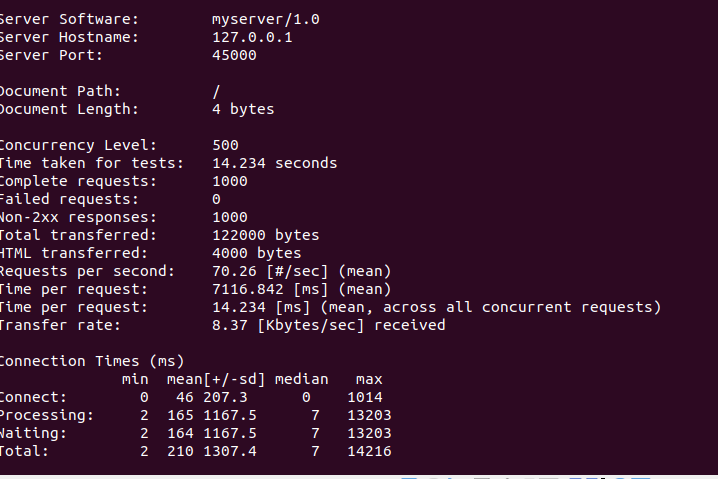 Server Software: myserver/1.0
Server Hostname: 127.0.0.1
Server Port: 45000
Document Path: /
Document Length: 4 bytes
Concurrency Level: 500
Time taken for tests: 14.234 seconds
Complete requests: 1000
Failed requests: 0
Non-2xx responses: 1000
Total transferred: 122000 bytes
HTML transferred: 4000 bytes
Requests per second: 70.26 [#/sec] (mean)
Time per request: 7116.842 [ms] (mean)
Time per request: 14.234 [ms] (mean, across all concurrent requests)
Transfer rate: 8.37 [Kbytes/sec] received
Connection Times (ms)
min mean[+/-sd] median max
Connect: 0 46 207.3 0 1014
Processing: 2 165 1167.5 7 13203
Waiting: 2 164 1167.5 7 13203
Total: 2 210 1307.4 7 14216